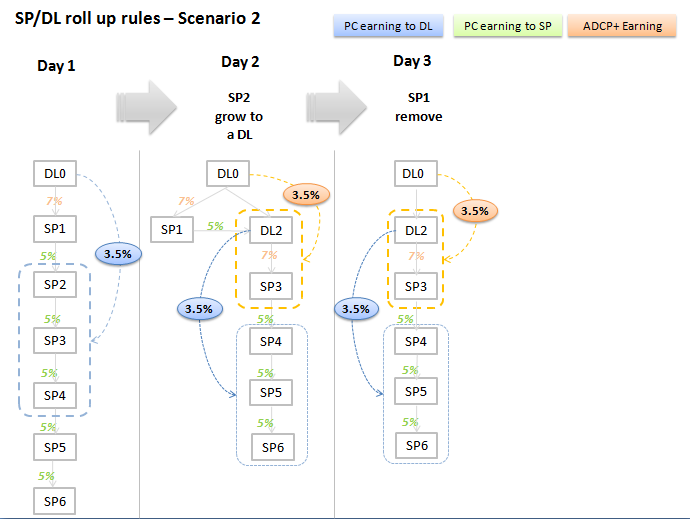 SP/DL roll up rules – Scenario 2
PC earning to DL
PC earning to SP
ADCP+ Earning
Day 1
Day 2
Day 3
SP2
grow to
a DL
SP1
remove
DL0
7%
SP1
5%
3.5%
SP2
5%
SP3
5%
SP4
5%
SP5
5%
SP6
DL0
7%
3.5%
SP1
5%
DL2
7%
SP3
3.5%
5%
SP4
5%
SP5
5%
SP6
DL0
3.5%
DL2
7%
SP3
3.5%
5%
SP4
5%
SP5
5%
SP6